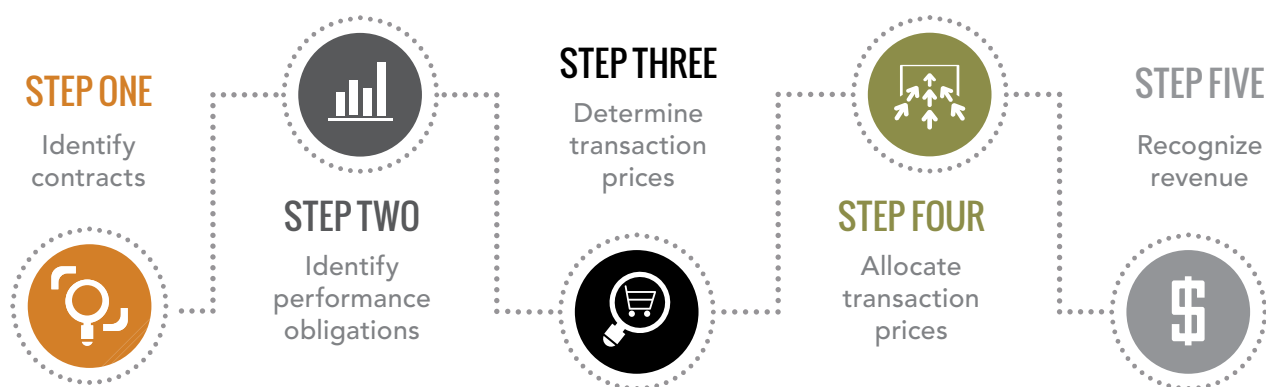 STEP ONE
Identify
contracts
STEP TWO
Identify
performance
obligations
STEP THREE
Determine
transaction
prices
STEP FOUR
Allocate
transaction
prices
STEP FIVE
Recognize
revenue
$